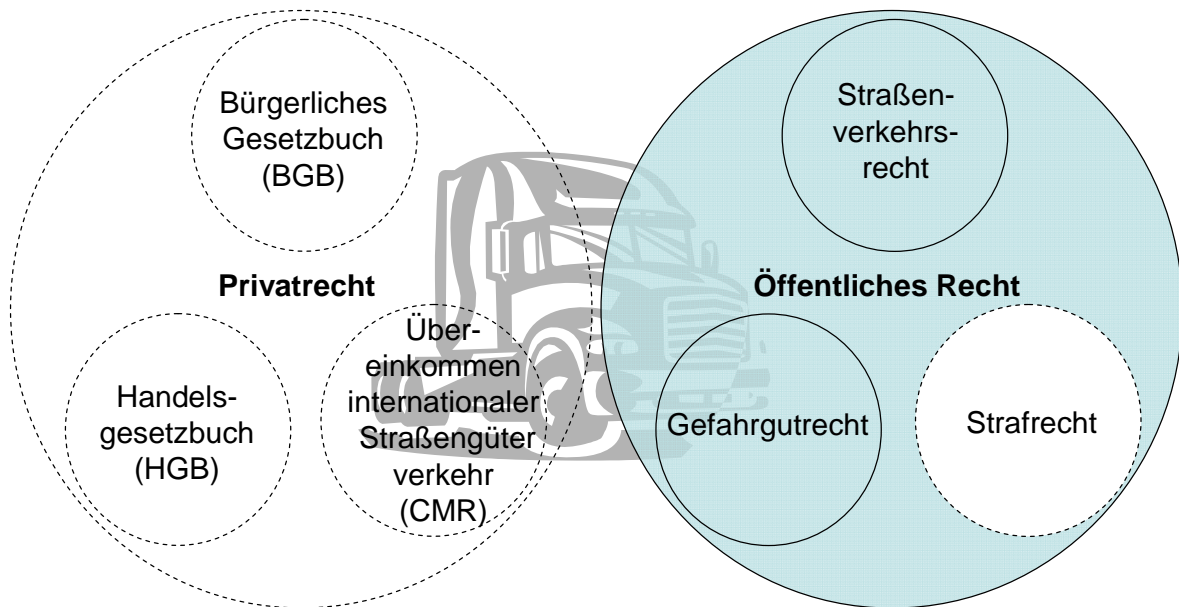 Bürgerliches
Gesetzbuch
(BGB)
Privatrecht
Handels-
gesetzbuch
(HGB)
Über-
einkommen
internationaler
Straßengüter
verkehr
(CMR)
Straßen-
verkehrs-
recht
Öffentliches Recht
Gefahrgutrecht
Strafrecht